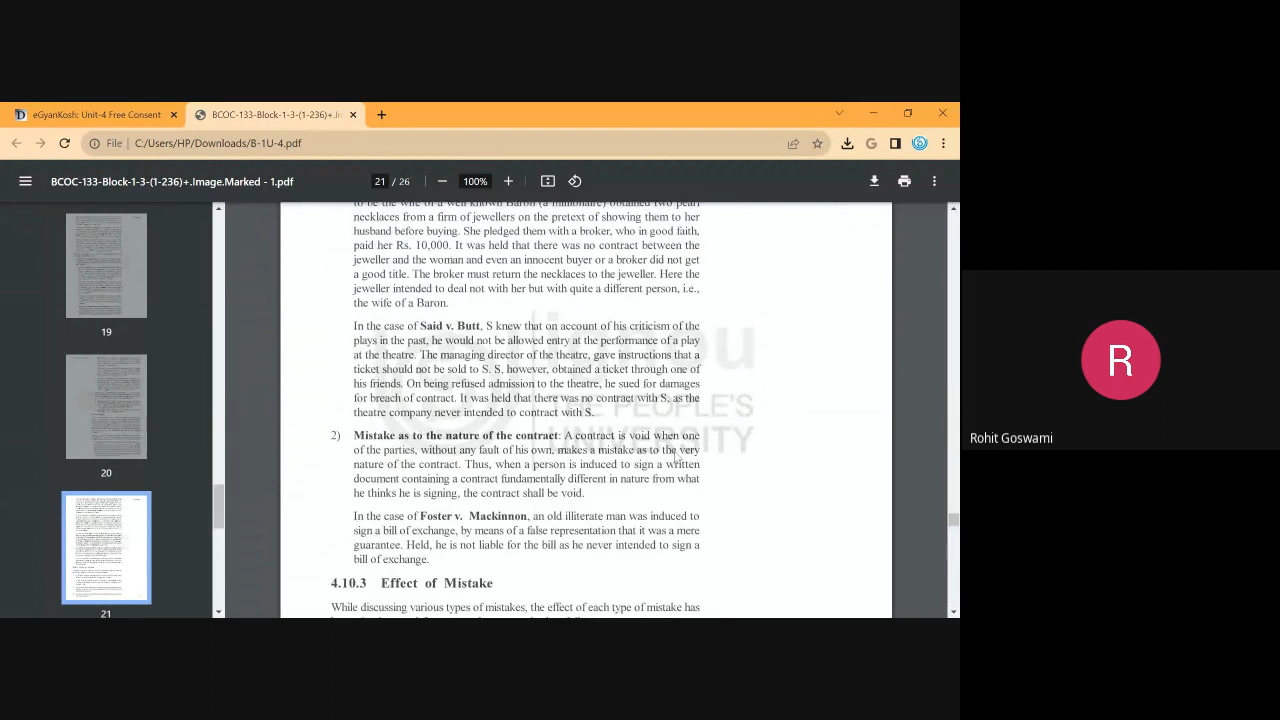 eGyanKosh: Unit-4 Free Consent
BCOC-133-Block-1-3-(1-236)+.Im
File C:/Users/HP/Downloads/B-1U-4.pdf
BCOC-133-Block-1-3-(1-236)+.Image.Marked - 1.pdf
21 / 26
100%
19
20
21
to be the wife of a well known Baron (a millionaire) obtained two pearl
necklaces from a firm of jewellers on the pretext of showing them to her
husband before buying. She pledged them with a broker, who in good faith,
paid her Rs. 10,000. It was held that there was no contract between the
jeweller and the woman and even an innocent buyer or a broker did not get
a good title. The broker must return the necklaces to the jeweller. Here the
jeweller intended to deal not with her but with quite a different person, i.e.,
the wife of a Baron.
In the case of Said v. Butt, S knew that on account of his criticism of the
plays in the past, he would not be allowed entry at the performance of a play
at the theatre. The managing director of the theatre, gave instructions that a
ticket should not be sold to S. S, however, obtained a ticket through one of
his friends. On being refused admission to the theatre, he sued for damages
for breach of contract. It was held that there was no contract with S, as the
theatre company never intended to contract with S.
2) Mistake as to the nature of the contract: A contract is void when one
of the parties, without any fault of his own, makes a mistake as to the very
nature of the contract. Thus, when a person is induced to sign a written
document containing a contract fundamentally different in nature from what
he thinks he is signing, the contract shall be void.
In the case of Foster v. Mackinnon an old illiterate man was induced to
sign a bill of exchange, by means of a false representation that it was a mere
guarantee. Held, he is not liable for the bill as he never intended to sign a
bill of exchange.
4.10.3 Effect of Mistake
While discussing various types of mistakes, the effect of each type of mistake has
THE PEOPLE'S
UNIVERSITY
R
Rohit Goswami